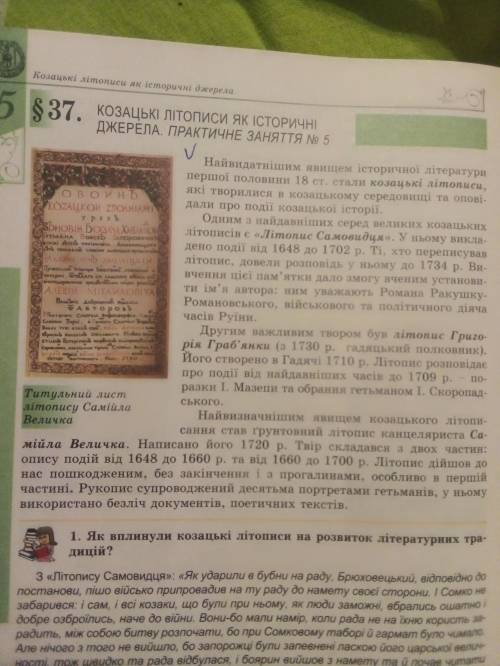 Козацькі літописи як історичні джерела
5
§ 37. КОЗАЦЬКІ ЛІТОПИСИ ЯК ІСТОРИЧНІ
ДЖЕРЕЛА. ПРАКТИЧНЕ ЗАНЯТТЯ № 5
Найвидатнішим явищем історичної літератури
першої половини 18 ст. стали козацькі літописи,
які творилися в козацькому середовищі та опові-
дали про події козацької історії.
Одним з найдавніших серед великих козацьких
літописів є «Літопис Самовидця». У ньому викла-
дено події від 1648 до 1702 р. Ті, хто переписував
літопис, довели розповідь у ньому до 1734 р. Ви-
вчення цієї пам'ятки дало змогу вченим установи-
ти ім'я автора: ним уважають Романа Ракушку-
Романовського, військового та політичного діяча
часів Руїни.
Другим важливим твором був літопис Григо-
рія Граб'янки (з 1730 р. гадяцький полковник).
Його створено в Гадячі 1710 р. Літопис розповідає
про події від найдавніших часів до 1709 р. – по-
разки І. Мазепи та обрання гетьманом І. Скоропад-
ського.
Титульний лист
літопису Самійла
Величка
Найвизначнішим явищем козацького літопи-
сання став ґрунтовний літопис канцеляриста Са-
мійла Величка. Написано його 1720 р. Твір складався з двох частин:
опису подій від 1648 до 1660 р. та від 1660 до 1700 р. Літопис дійшов до
нас пошкодженим, без закінчення і з прогалинами, особливо в першій
частині. Рукопис супроводжений десятьма портретами гетьманів, у ньому
використано безліч документів, поетичних текстів.
1. Як вплинули козацькі літописи на розвиток літературних тра-
дицій?
З «Літопису Самовидця»: «Як ударили в бубни на раду, Брюховецький, відповідно до
постанови, пішо військо припровадив на ту раду до намету своєї сторони. І Сомко не
забарився: і сам, і всі козаки, що були при ньому, як люди заможні, вбрались ошатно і
добре озброїлись, наче до війни. Вони-бо мали намір, коли рада не на їхню користь за-
радить, між собою битву розпочати, бо при Сомковому таборі й гармат було чимало.
Але нічого з того не вийшло, бо запорожці були запевнені ласкою його царської велич-
ності, тож швидко та рада відбулася, і боярин вийшов з намету та й почав читати